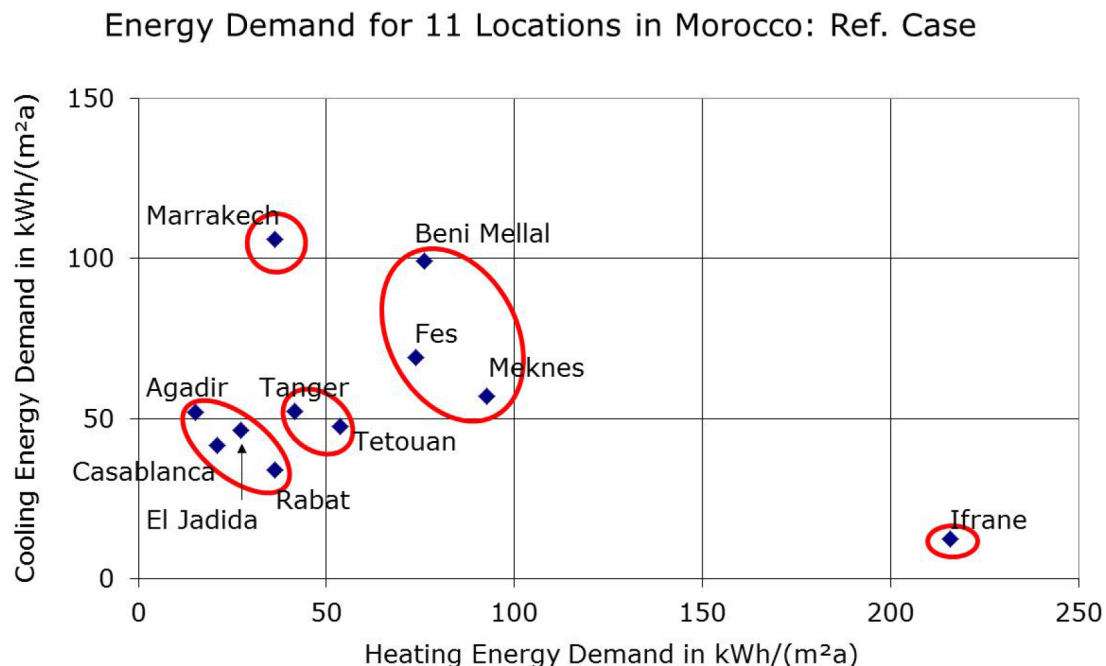 Energy Demand for 11 Locations in Morocco: Ref. Case
Cooling Energy Demand in kWh/(m²a)
150
100
50
0
Marrakech
Beni Mellal
Fes
Meknes
Agadir
Tanger
Tetouan
Casablanca
Rabat
El Jadida
Ifrane
0
50
100
150
200
250
Heating Energy Demand in kWh/(m²a)